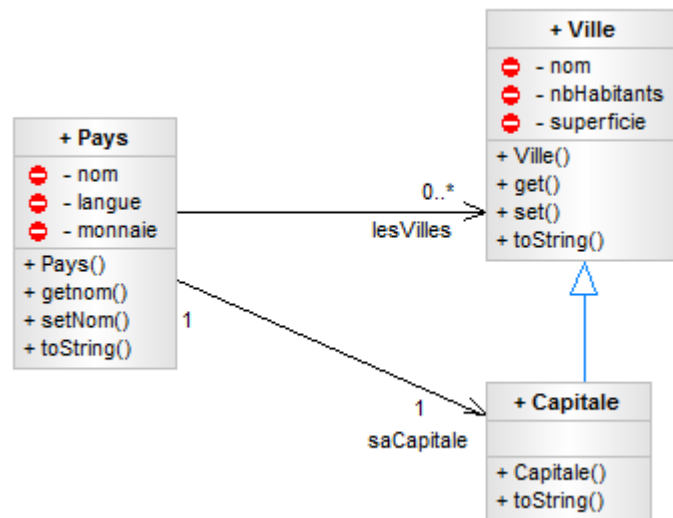 + Pays
- nom
- langue
- monnaie
+ Pays()
+ getnom()
+ setNom()
+ toString()
0..*
lesVilles
1
1
saCapitale
+ Ville
- nom
- nbHabitants
- superficie
+ Ville()
+ get()
+ set()
+ toString()
+ Capitale
+ Capitale()
+ toString()